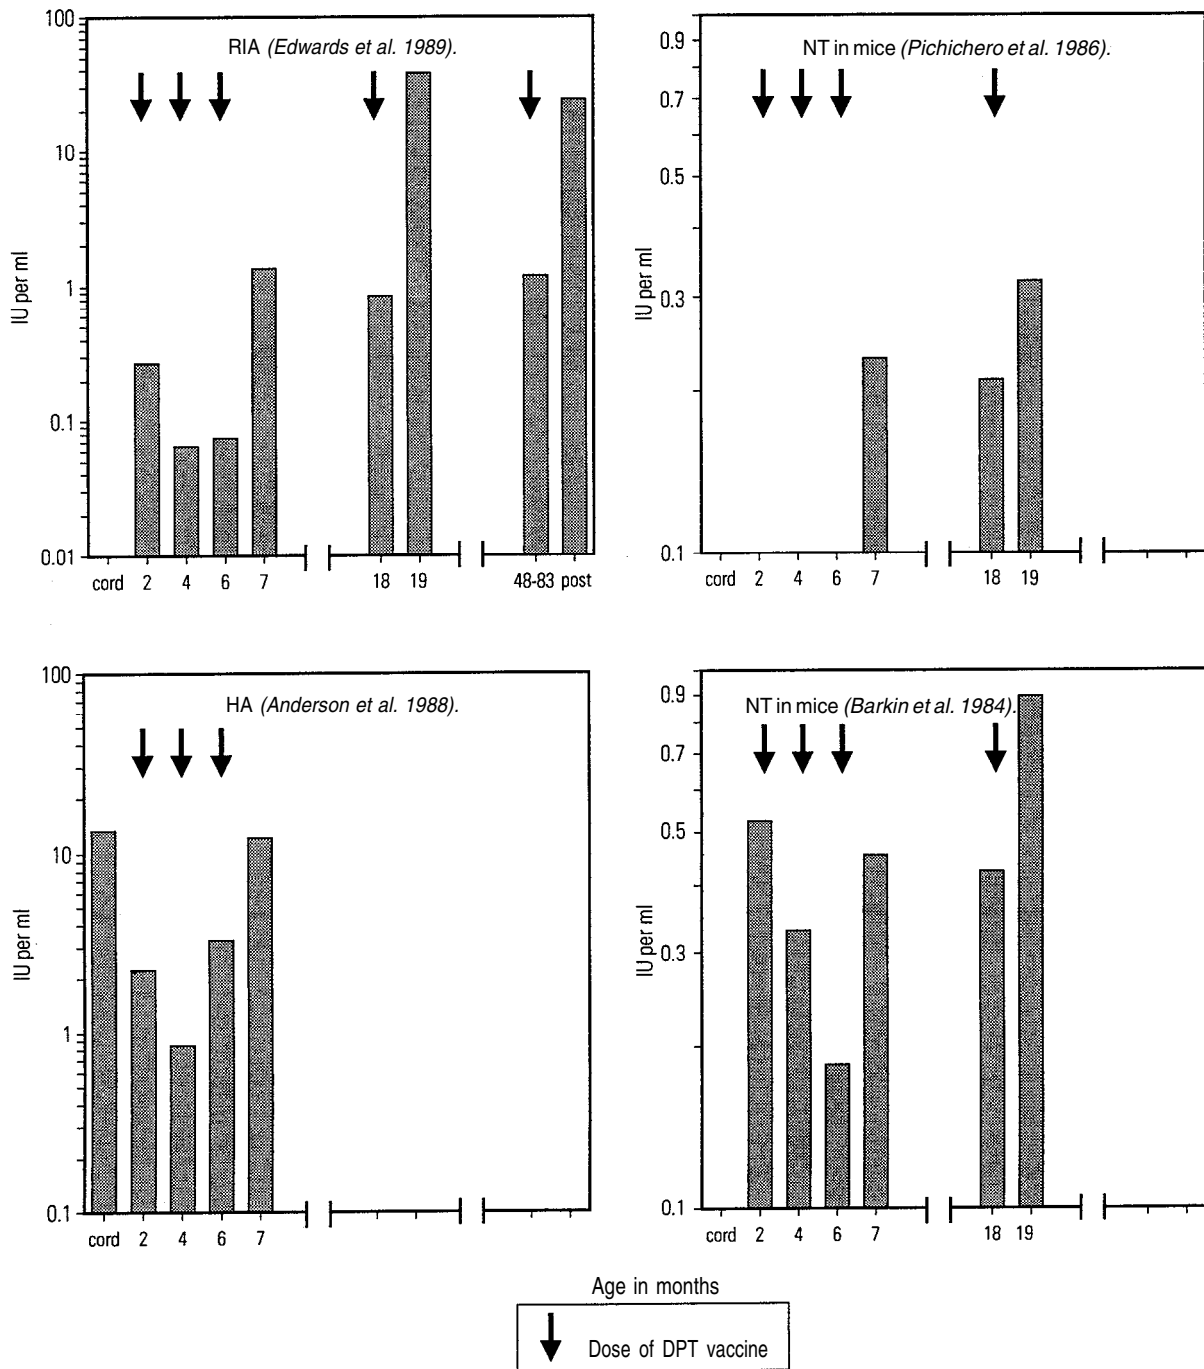 RIA (Edwards et al. 1989).
100
10
1
0.1
0.01
IU per ml
cord 2 4 6 7 18 19 48-83 post
NT in mice (Pichichero et al. 1986).
0.9
0.7
0.5
0.3
0.1
IU per ml
cord 2 4 6 7 18 19
HA (Anderson et al. 1988).
100
10
1
0.1
IU per ml
cord 2 4 6 7
NT in mice (Barkin et al. 1984).
0.9
0.7
0.5
0.3
0.1
IU per ml
cord 2 4 6 7 18 19
Age in months
Dose of DPT vaccine